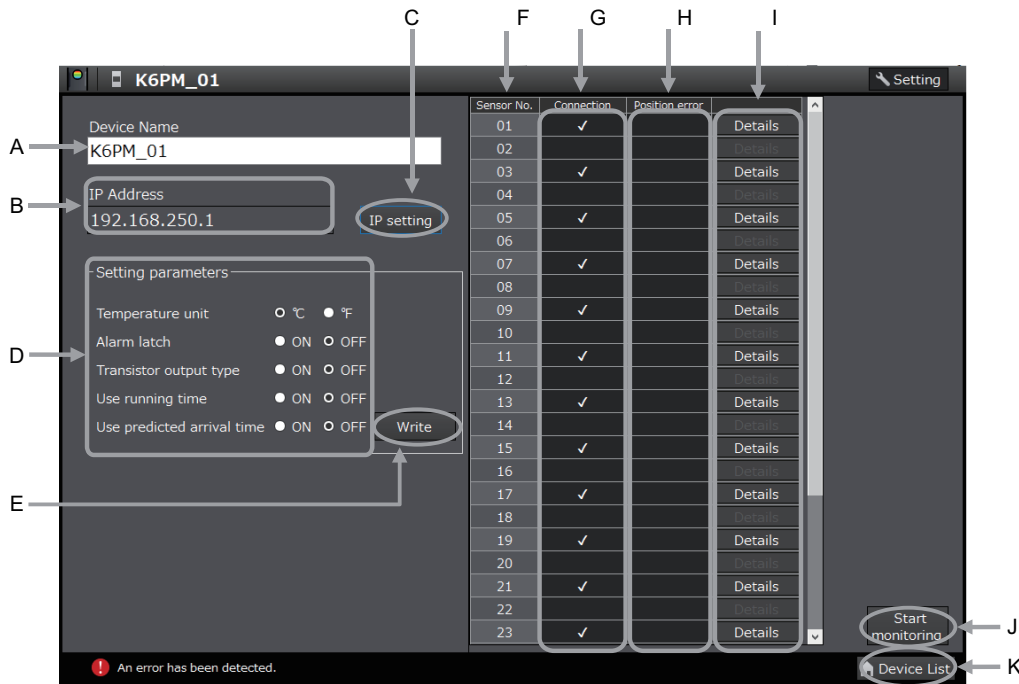 C F G H I
K6PM_01 Setting
Sensor No. Connection Position error
Device Name
A K6PM_01
IP Address
B 192.168.250.1 IP setting
Setting parameters
Temperature unit ℃ ℉
Alarm latch ON OFF
D
Transistor output type ON OFF
Use running time ON OFF
Use predicted arrival time ON OFF Write
E
01 ✓ Details
02 Details
03 ✓ Details
04 Details
05 ✓ Details
06 Details
07 ✓ Details
08 Details
09 ✓ Details
10 Details
11 ✓ Details
12 Details
13 ✓ Details
14 Details
15 ✓ Details
16 Details
17 ✓ Details
18 Details
19 ✓ Details
20 Details
21 ✓ Details
22 Details
23 ✓ Details
Start
monitoring J
An error has been detected. Device List K